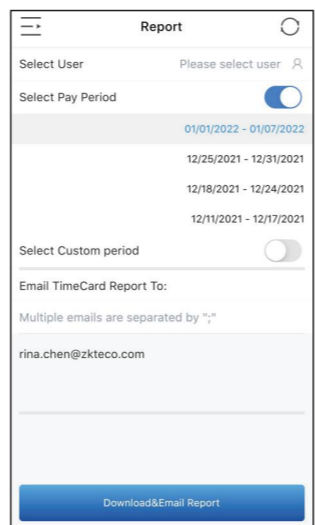 Report
Select User Please select user
Select Pay Period
01/01/2022 - 01/07/2022
12/25/2021 - 12/31/2021
12/18/2021 - 12/24/2021
12/11/2021 - 12/17/2021
Select Custom period
Email TimeCard Report To:
Multiple emails are separated by ";"
rina.chen@zkteco.com
Download&Email Report